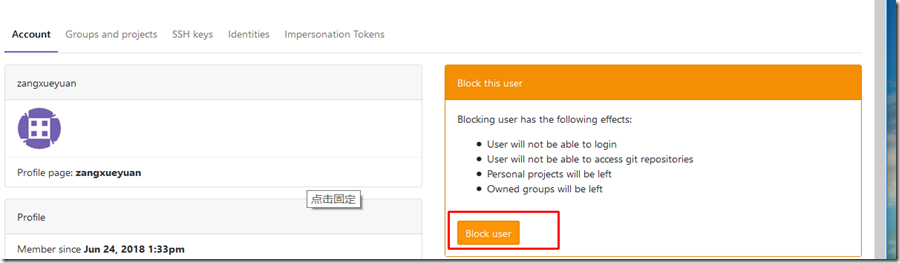 Account Groups and projects SSH keys Identities Impersonation Tokens
zangxueyuan
Profile page: zangxueyuan
点击固定
Profile
Member since Jun 24, 2018 1:33pm
Block this user
Blocking user has the following effects:
User will not be able to login
User will not be able to access git repositories
Personal projects will be left
Owned groups will be left
Block user